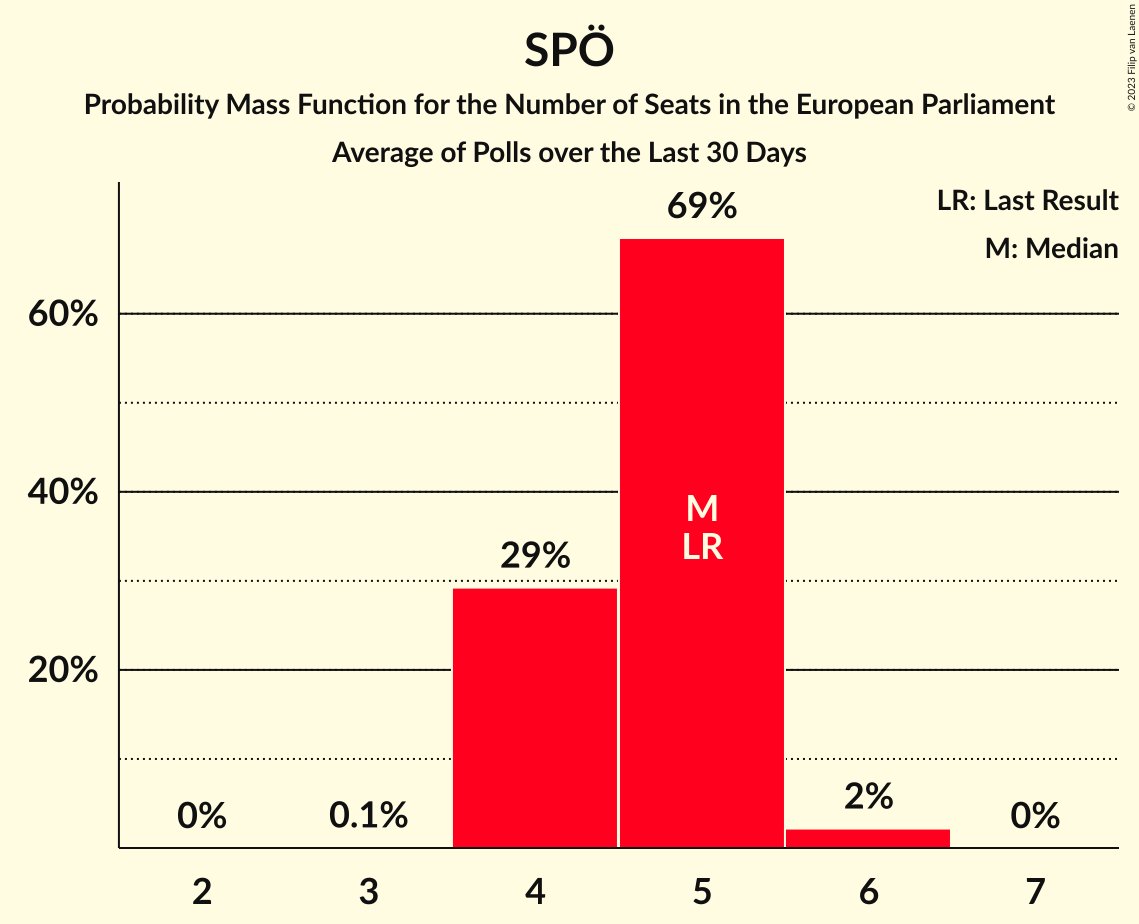 SPÖ
Probability Mass Function for the Number of Seats in the European Parliament
Average of Polls over the Last 30 Days
© 2023 Filip van Laenen
LR: Last Result
M: Median
60%
40%
20%
0%
0.1%
29%
69%
M
LR
2%
0%
2
3
4
5
6
7